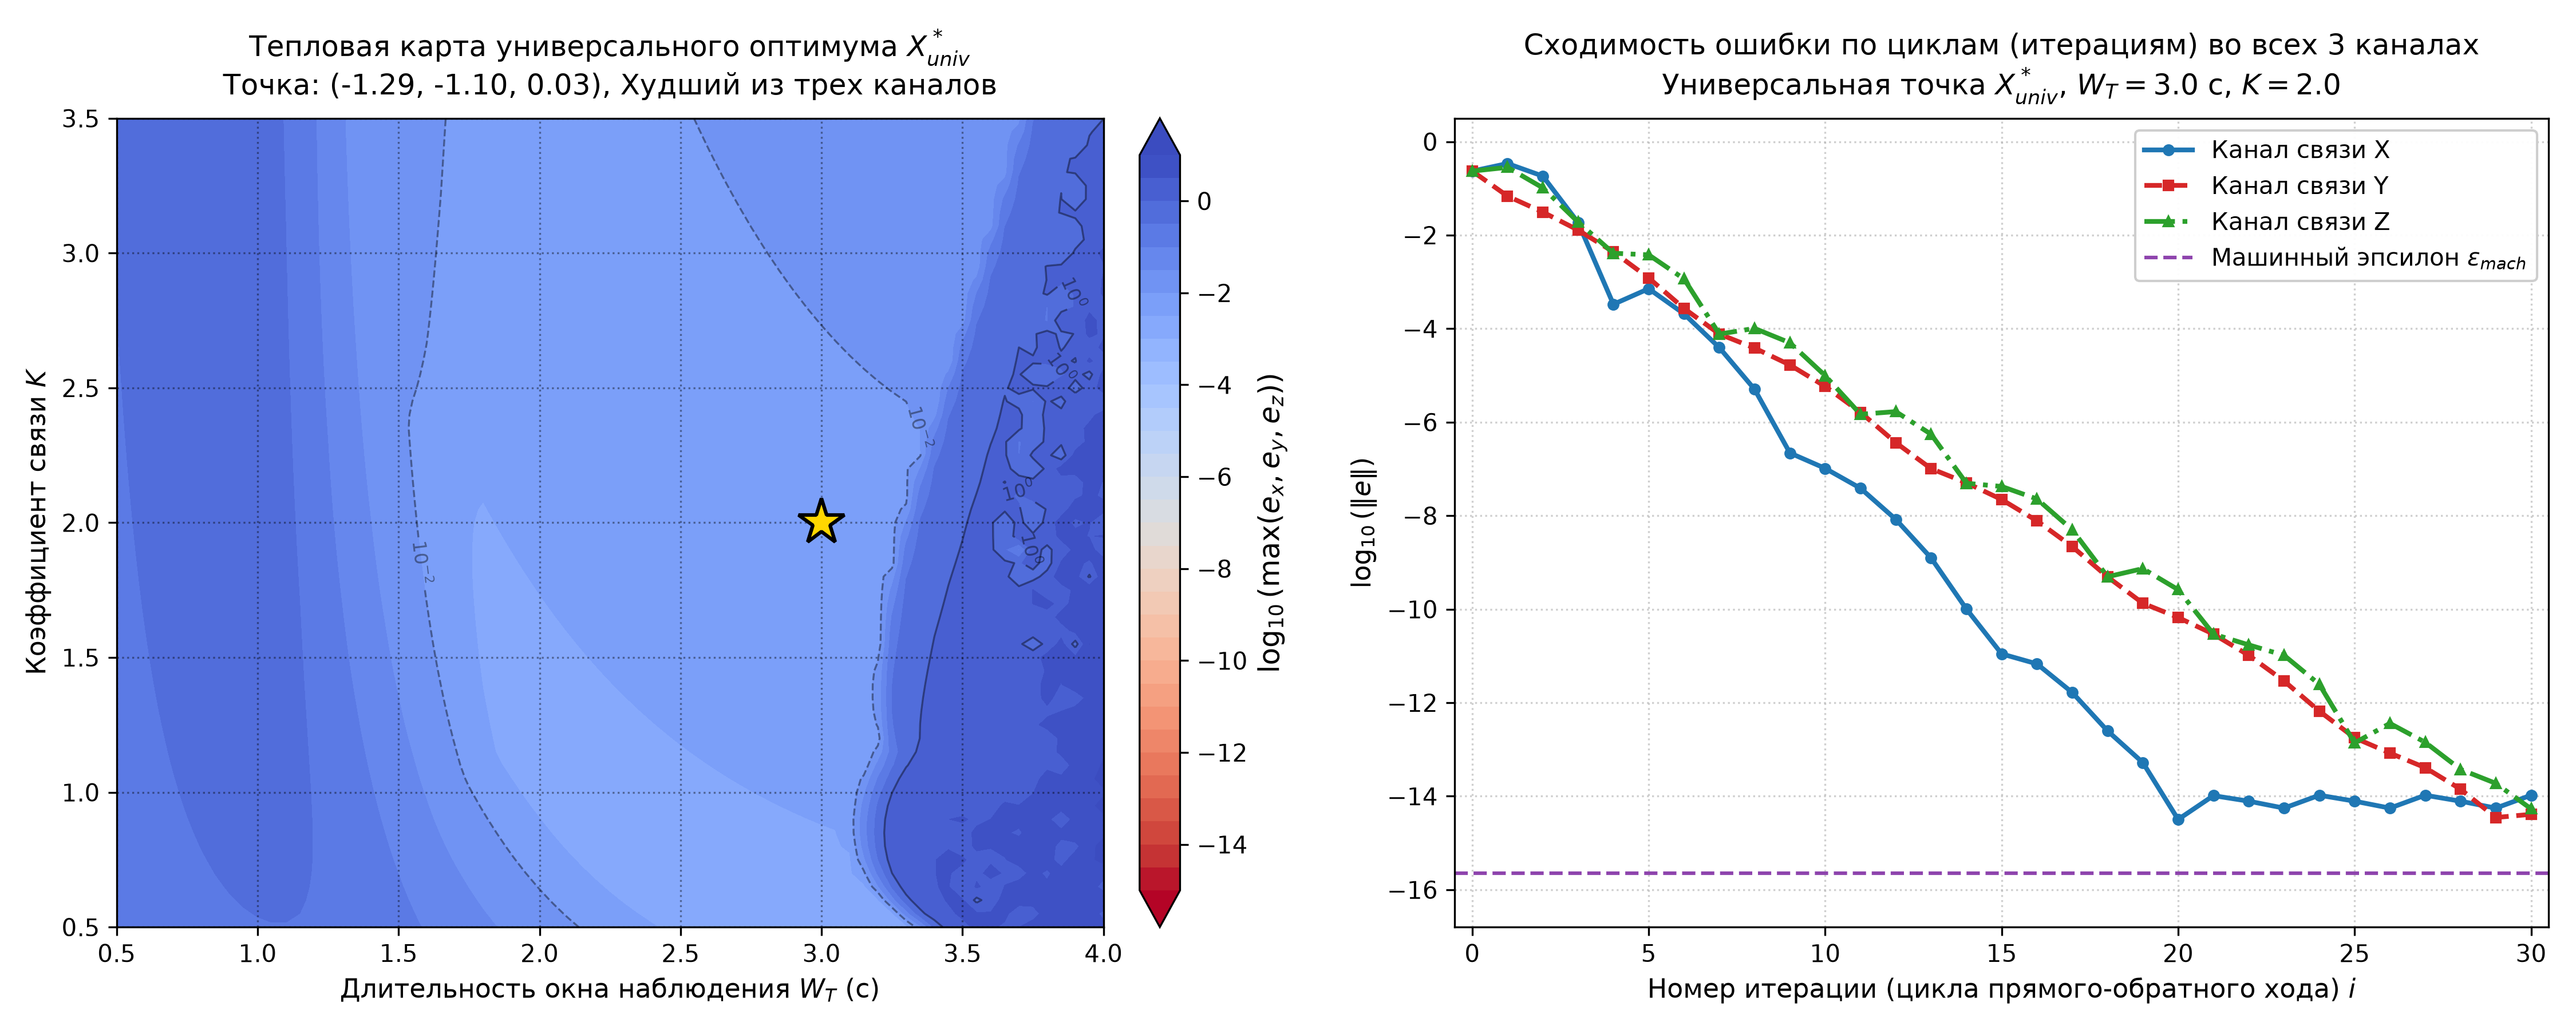 Тепловая карта универсального оптимума X*univ
Точка: (-1.29, -1.10, 0.03), Худший из трех каналов
3.5
3.0
2.5
2.0
1.5
1.0
0.5
Коэффициент связи K
10⁻²
10⁻²
10⁰
10⁰
10⁰
10⁰
0.5 1.0 1.5 2.0 2.5 3.0 3.5 4.0
Длительность окна наблюдения W_T (с)
0
−2
−4
−6
−8
−10
−12
−14
log₁₀(max(eₓ, e_y, e_z))
Сходимость ошибки по циклам (итерациям) во всех 3 каналах
Универсальная точка X*univ, W_T = 3.0 с, K = 2.0
0
−2
−4
−6
−8
−10
−12
−14
−16
log₁₀(‖e‖)
Канал связи X
Канал связи Y
Канал связи Z
Машинный эпсилон ε_mach
0 5 10 15 20 25 30
Номер итерации (цикла прямого-обратного хода) i